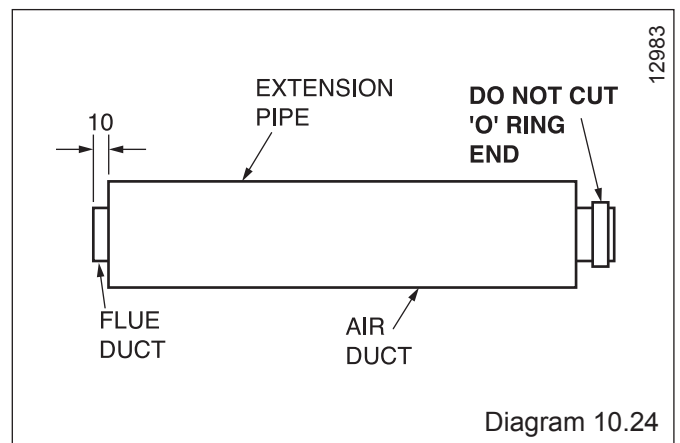 12983
EXTENSION
PIPE
DO NOT CUT
'O' RING
END
10
FLUE
DUCT
AIR
DUCT
Diagram 10.24